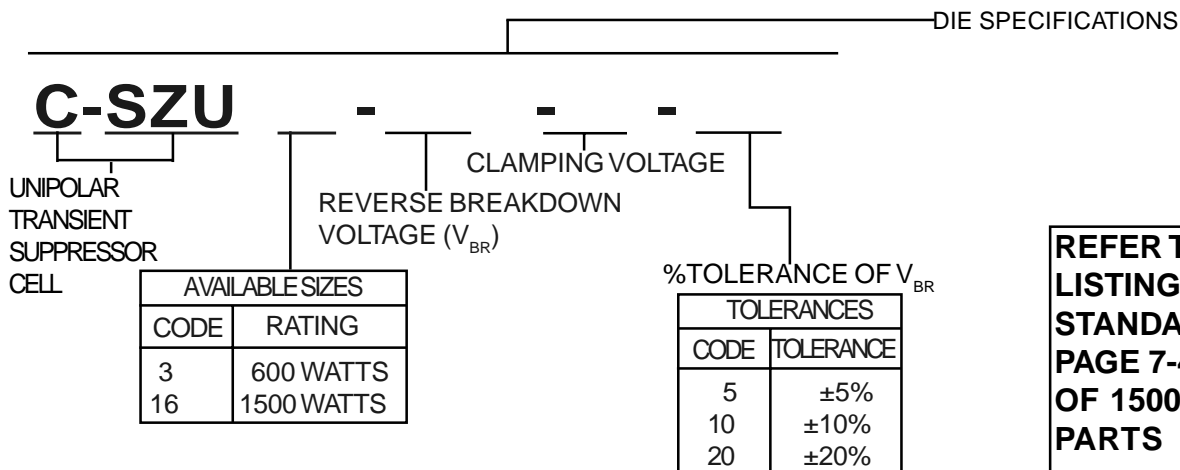 DIE SPECIFICATIONS
C-SZU - - -
UNIPOLAR
TRANSIENT
SUPPRESSOR
CELL
CLAMPING VOLTAGE
REVERSE BREAKDOWN
VOLTAGE (VBR)
AVAILABLE SIZES
CODE RATING
3 600 WATTS
16 1500 WATTS
%TOLERANCE OF VBR
TOLERANCES
CODE TOLERANCE
5 ±5%
10 ±10%
20 ±20%
REFER
LISTING
PAGE
OF 1500
PARTS